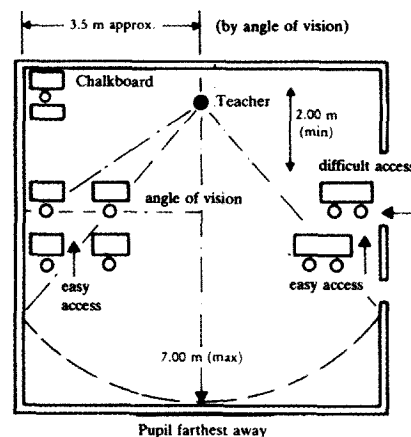 3.5 m approx.
(by angle of vision)
Chalkboard
Teacher
2.00 m
(min)
difficult access
angle of vision
easy
access
easy access
7.00 m (max)
Pupil farthest away